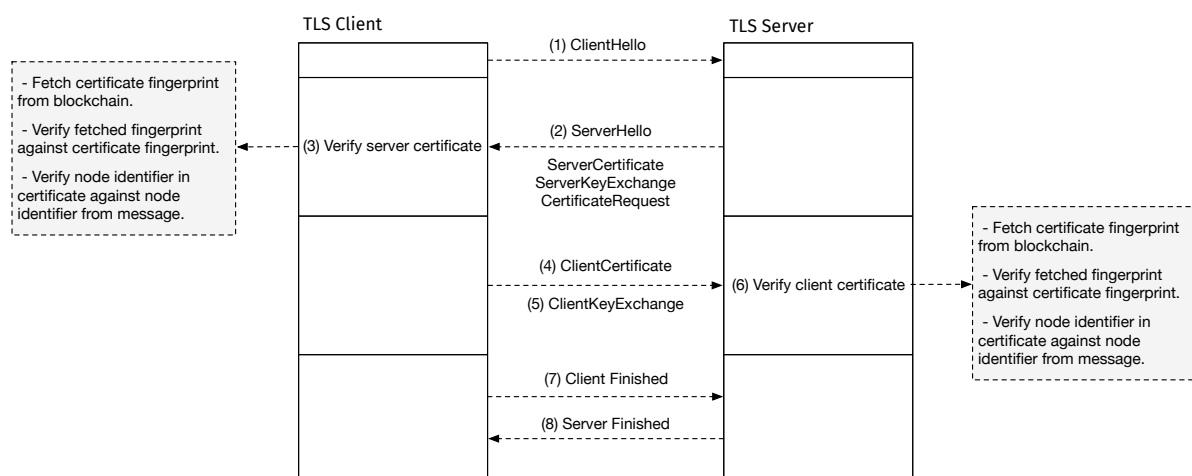 TLS Client
TLS Server
(1) ClientHello
- Fetch certificate fingerprint
from blockchain.
- Verify fetched fingerprint
against certificate fingerprint.
- Verify node identifier in
certificate against node
identifier from message.
(3) Verify server certificate
(2) ServerHello
ServerCertificate
ServerKeyExchange
CertificateRequest
(4) ClientCertificate
(5) ClientKeyExchange
(6) Verify client certificate
- Fetch certificate fingerprint
from blockchain.
- Verify fetched fingerprint
against certificate fingerprint.
- Verify node identifier in
certificate against node
identifier from message.
(7) Client Finished
(8) Server Finished